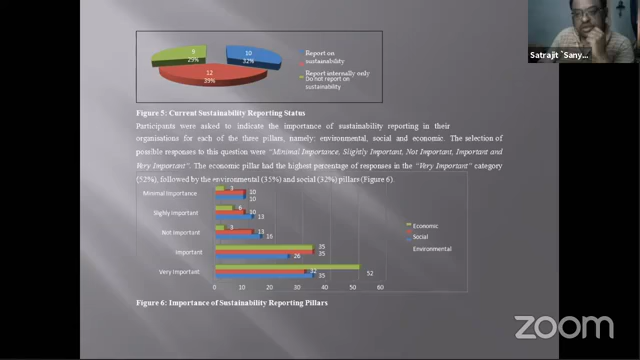 9
29%
10
32%
12
39%
Report on
sustainability
Report internally only
Do not report on
sustainability
Satrajit `Sany...
Figure 5: Current Sustainability Reporting Status
Participants were asked to indicate the importance of sustainability reporting in their
organisations for each of the three pillars, namely: environmental, social and economic. The selection of
possible responses to this question were "Minimal Importance, Slightly Important, Not Important, Important and
Very Important". The economic pillar had the highest percentage of responses in the "Very Important" category
(52%), followed by the environmental (35%) and social (32%) pillars (Figure 6).
Minimal Importance
3
10
10
Slighly Important
6
10
13
Not Important
3
13
16
Important
35
35
26
Very Important
52
32
35
0 10 20 30 40 50 60
Economic
Social
Environmental
Figure 6: Importance of Sustainability Reporting Pillars
zoom